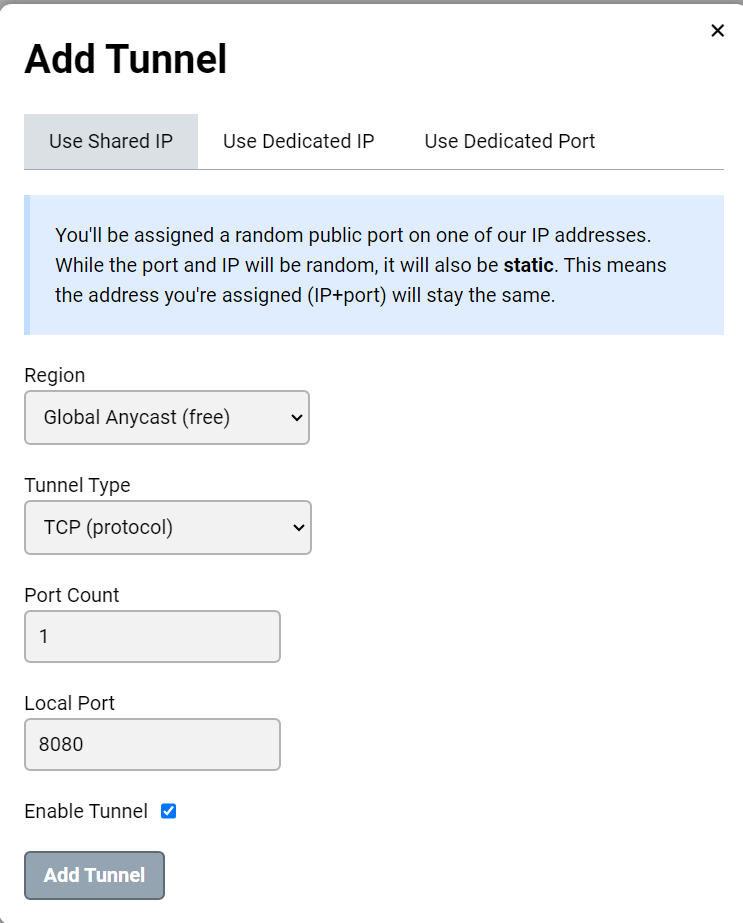 ×
Add Tunnel
Use Shared IP Use Dedicated IP Use Dedicated Port
You'll be assigned a random public port on one of our IP addresses.
While the port and IP will be random, it will also be static. This means
the address you're assigned (IP+port) will stay the same.
Region
Global Anycast (free)
Tunnel Type
TCP (protocol)
Port Count
1
Local Port
8080
Enable Tunnel
Add Tunnel